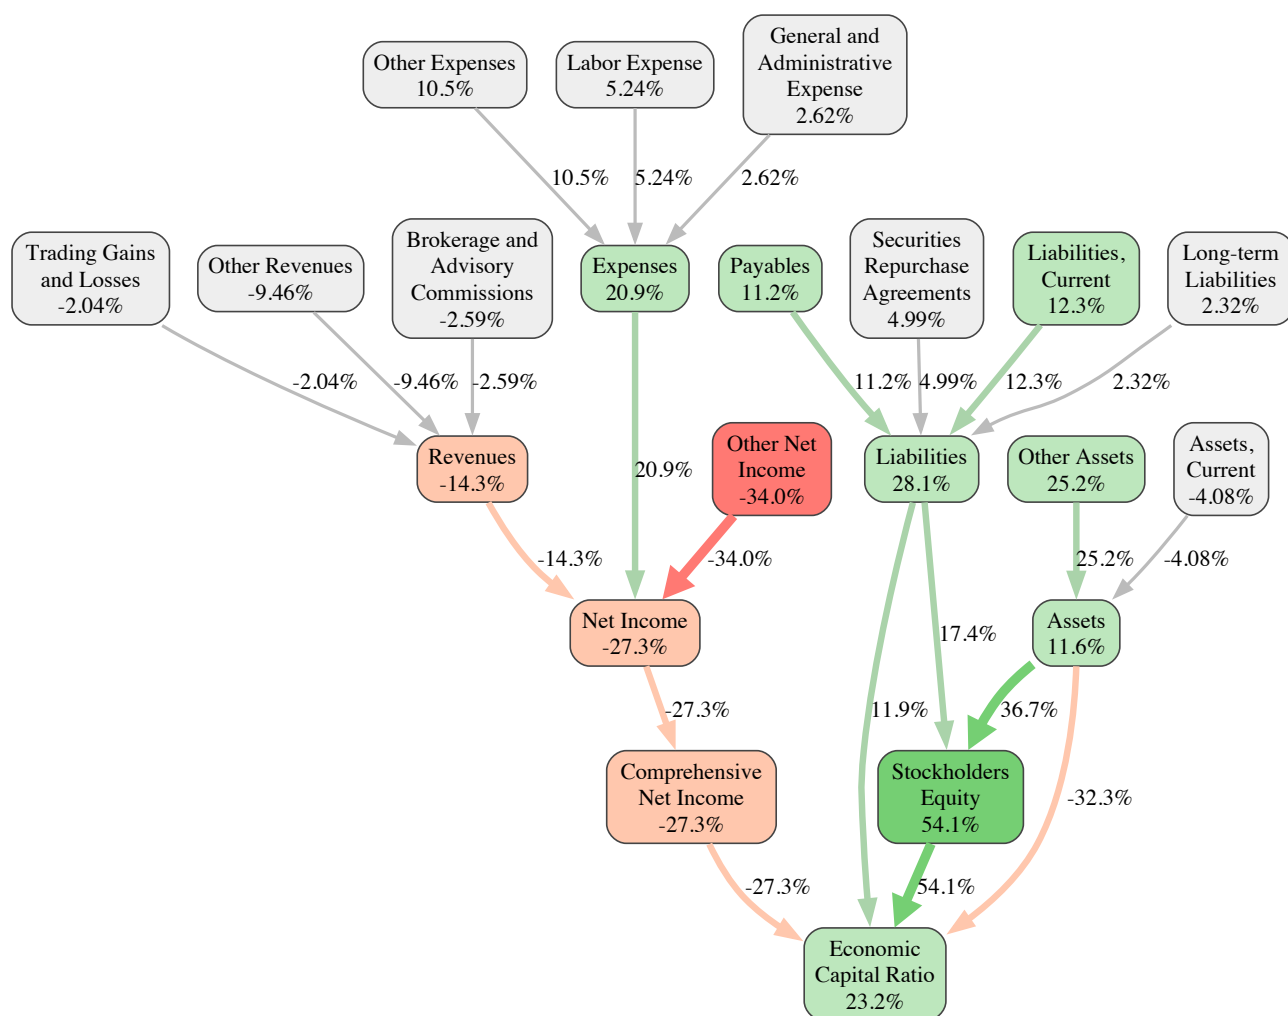 Other Expenses
10.5%
Labor Expense
5.24%
General and
Administrative
Expense
2.62%
10.5%
5.24%
2.62%
Trading Gains
and Losses
-2.04%
Other Revenues
-9.46%
Brokerage and
Advisory
Commissions
-2.59%
Expenses
20.9%
Payables
11.2%
Securities
Repurchase
Agreements
4.99%
Liabilities,
Current
12.3%
Long-term
Liabilities
2.32%
-2.04%
-9.46%
-2.59%
11.2%
4.99%
12.3%
2.32%
Revenues
-14.3%
20.9%
Other Net
Income
-34.0%
Liabilities
28.1%
Other Assets
25.2%
Assets,
Current
-4.08%
-14.3%
-34.0%
25.2%
-4.08%
Net Income
-27.3%
17.4%
Assets
11.6%
-27.3%
11.9%
36.7%
Comprehensive
Net Income
-27.3%
Stockholders
Equity
54.1%
-32.3%
-27.3%
54.1%
Economic
Capital Ratio
23.2%